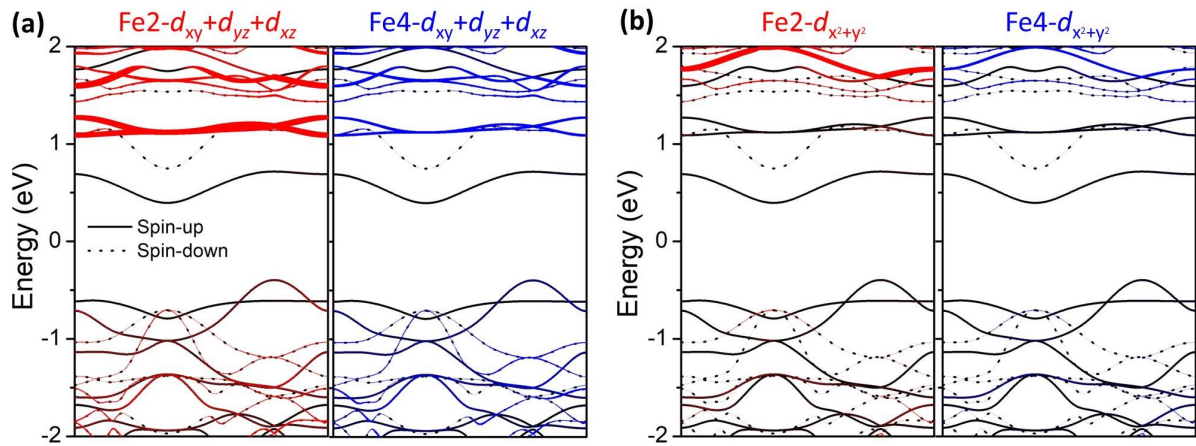 (a) Fe2-dxy+dyz+dxz Fe4-dxy+dyz+dxz
(b) Fe2-dx²+y² Fe4-dx²+y²
2
1
0
-1
-2
Energy (eV)
Spin-up
Spin-down
2
1
0
-1
-2
Energy (eV)